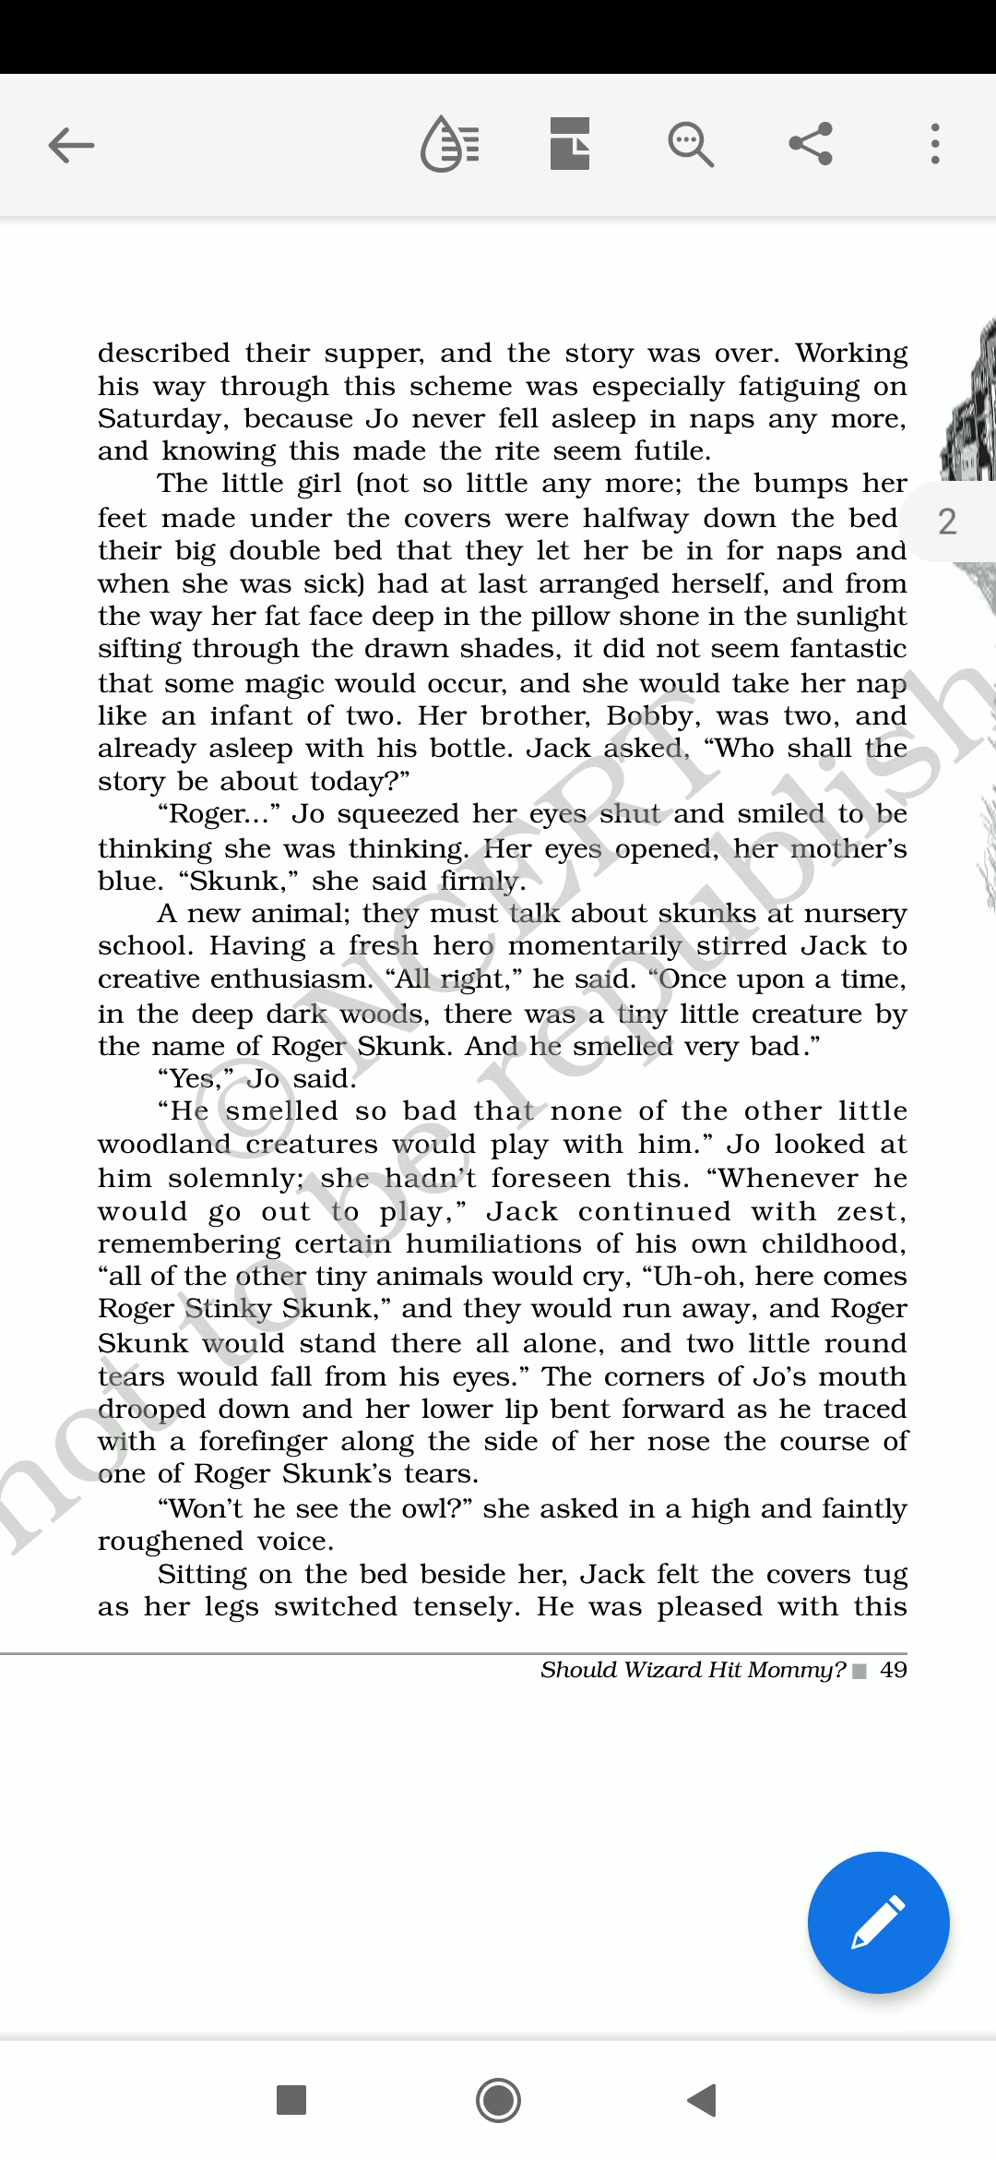 described their supper, and the story was over. Working
his way through this scheme was especially fatiguing on
Saturday, because Jo never fell asleep in naps any more,
and knowing this made the rite seem futile.
The little girl (not so little any more; the bumps her
feet made under the covers were halfway down the bed
2
their big double bed that they let her be in for naps and
when she was sick) had at last arranged herself, and from
the way her fat face deep in the pillow shone in the sunlight
sifting through the drawn shades, it did not seem fantastic
that some magic would occur, and she would take her nap
like an infant of two. Her brother, Bobby, was two, and
already asleep with his bottle. Jack asked, “Who shall the
story be about today?”
“Roger...” Jo squeezed her eyes shut and smiled to be
thinking she was thinking. Her eyes opened, her mother’s
blue. “Skunk,” she said firmly.
A new animal; they must talk about skunks at nursery
school. Having a fresh hero momentarily stirred Jack to
creative enthusiasm. “All right,” he said. “Once upon a time,
in the deep dark woods, there was a tiny little creature by
the name of Roger Skunk. And he smelled very bad.”
“Yes,” Jo said.
“He smelled so bad that none of the other little
woodland creatures would play with him.” Jo looked at
him solemnly; she hadn’t foreseen this. “Whenever he
would go out to play,” Jack continued with zest,
remembering certain humiliations of his own childhood,
“all of the other tiny animals would cry, “Uh-oh, here comes
Roger Stinky Skunk,” and they would run away, and Roger
Skunk would stand there all alone, and two little round
tears would fall from his eyes.” The corners of Jo’s mouth
drooped down and her lower lip bent forward as he traced
with a forefinger along the side of her nose the course of
one of Roger Skunk’s tears.
“Won’t he see the owl?” she asked in a high and faintly
roughened voice.
Sitting on the bed beside her, Jack felt the covers tug
as her legs switched tensely. He was pleased with this
Should Wizard Hit Mommy? 49
© NCERT
not to be republish